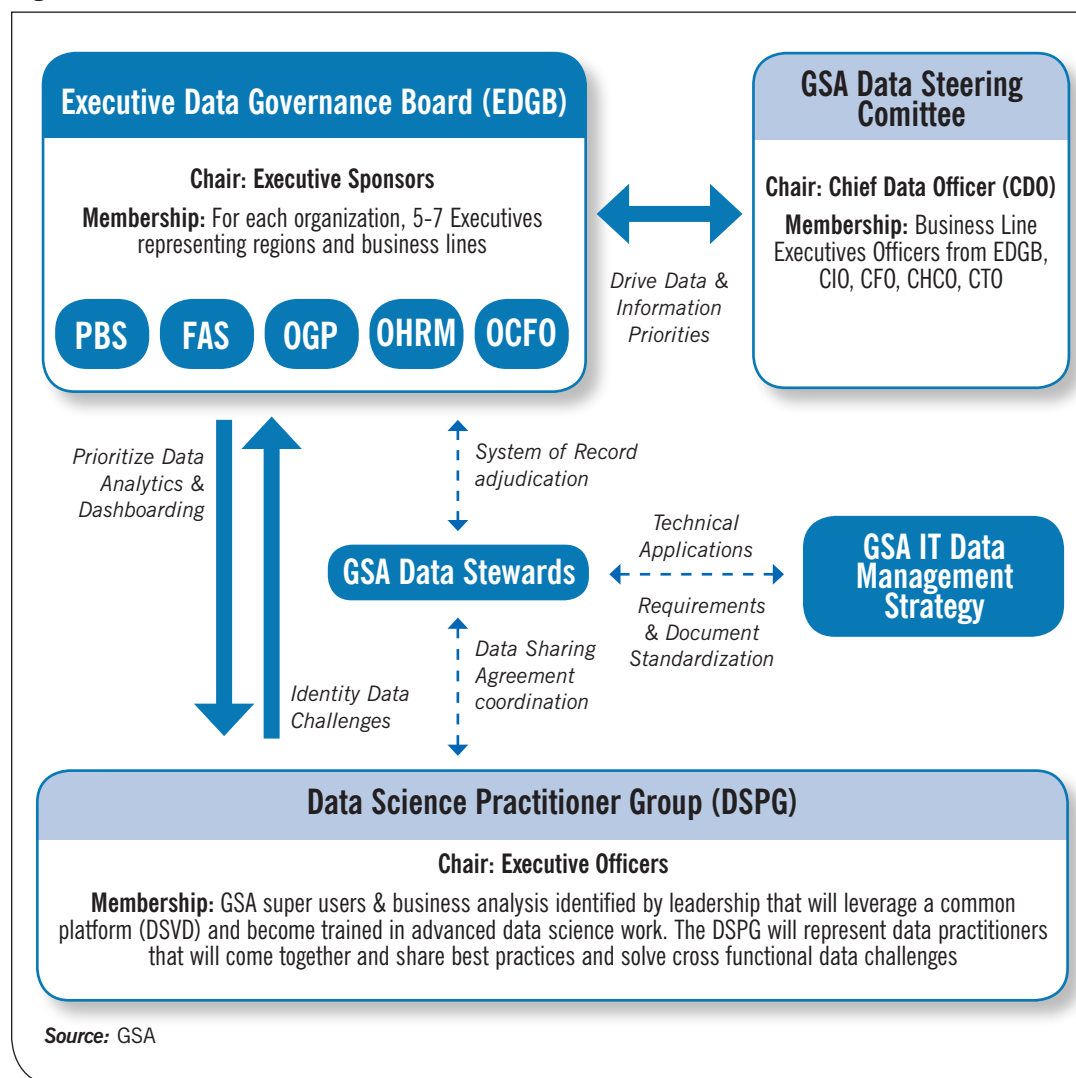 Executive Data Governance Board (EDGB)
Chair: Executive Sponsors
Membership: For each organization, 5-7 Executives
representing regions and business lines
PBS
FAS
OGP
OHRM
OCFO
GSA Data Steering
Comittee
Chair: Chief Data Officer (CDO)
Membership: Business Line
Executives Officers from EDGB,
CIO, CFO, CHCO, CTO
Drive Data &
Information
Priorities
Prioritize Data
Analytics &
Dashboarding
Identity Data
Challenges
System of Record
adjudication
GSA Data Stewards
Data Sharing
Agreement
coordination
Technical
Applications
Requirements
& Document
Standardization
GSA IT Data
Management
Strategy
Data Science Practitioner Group (DSPG)
Chair: Executive Officers
Membership: GSA super users & business analysis identified by leadership that will leverage a common
platform (DSVD) and become trained in advanced data science work. The DSPG will represent data practitioners
that will come together and share best practices and solve cross functional data challenges
Source: GSA